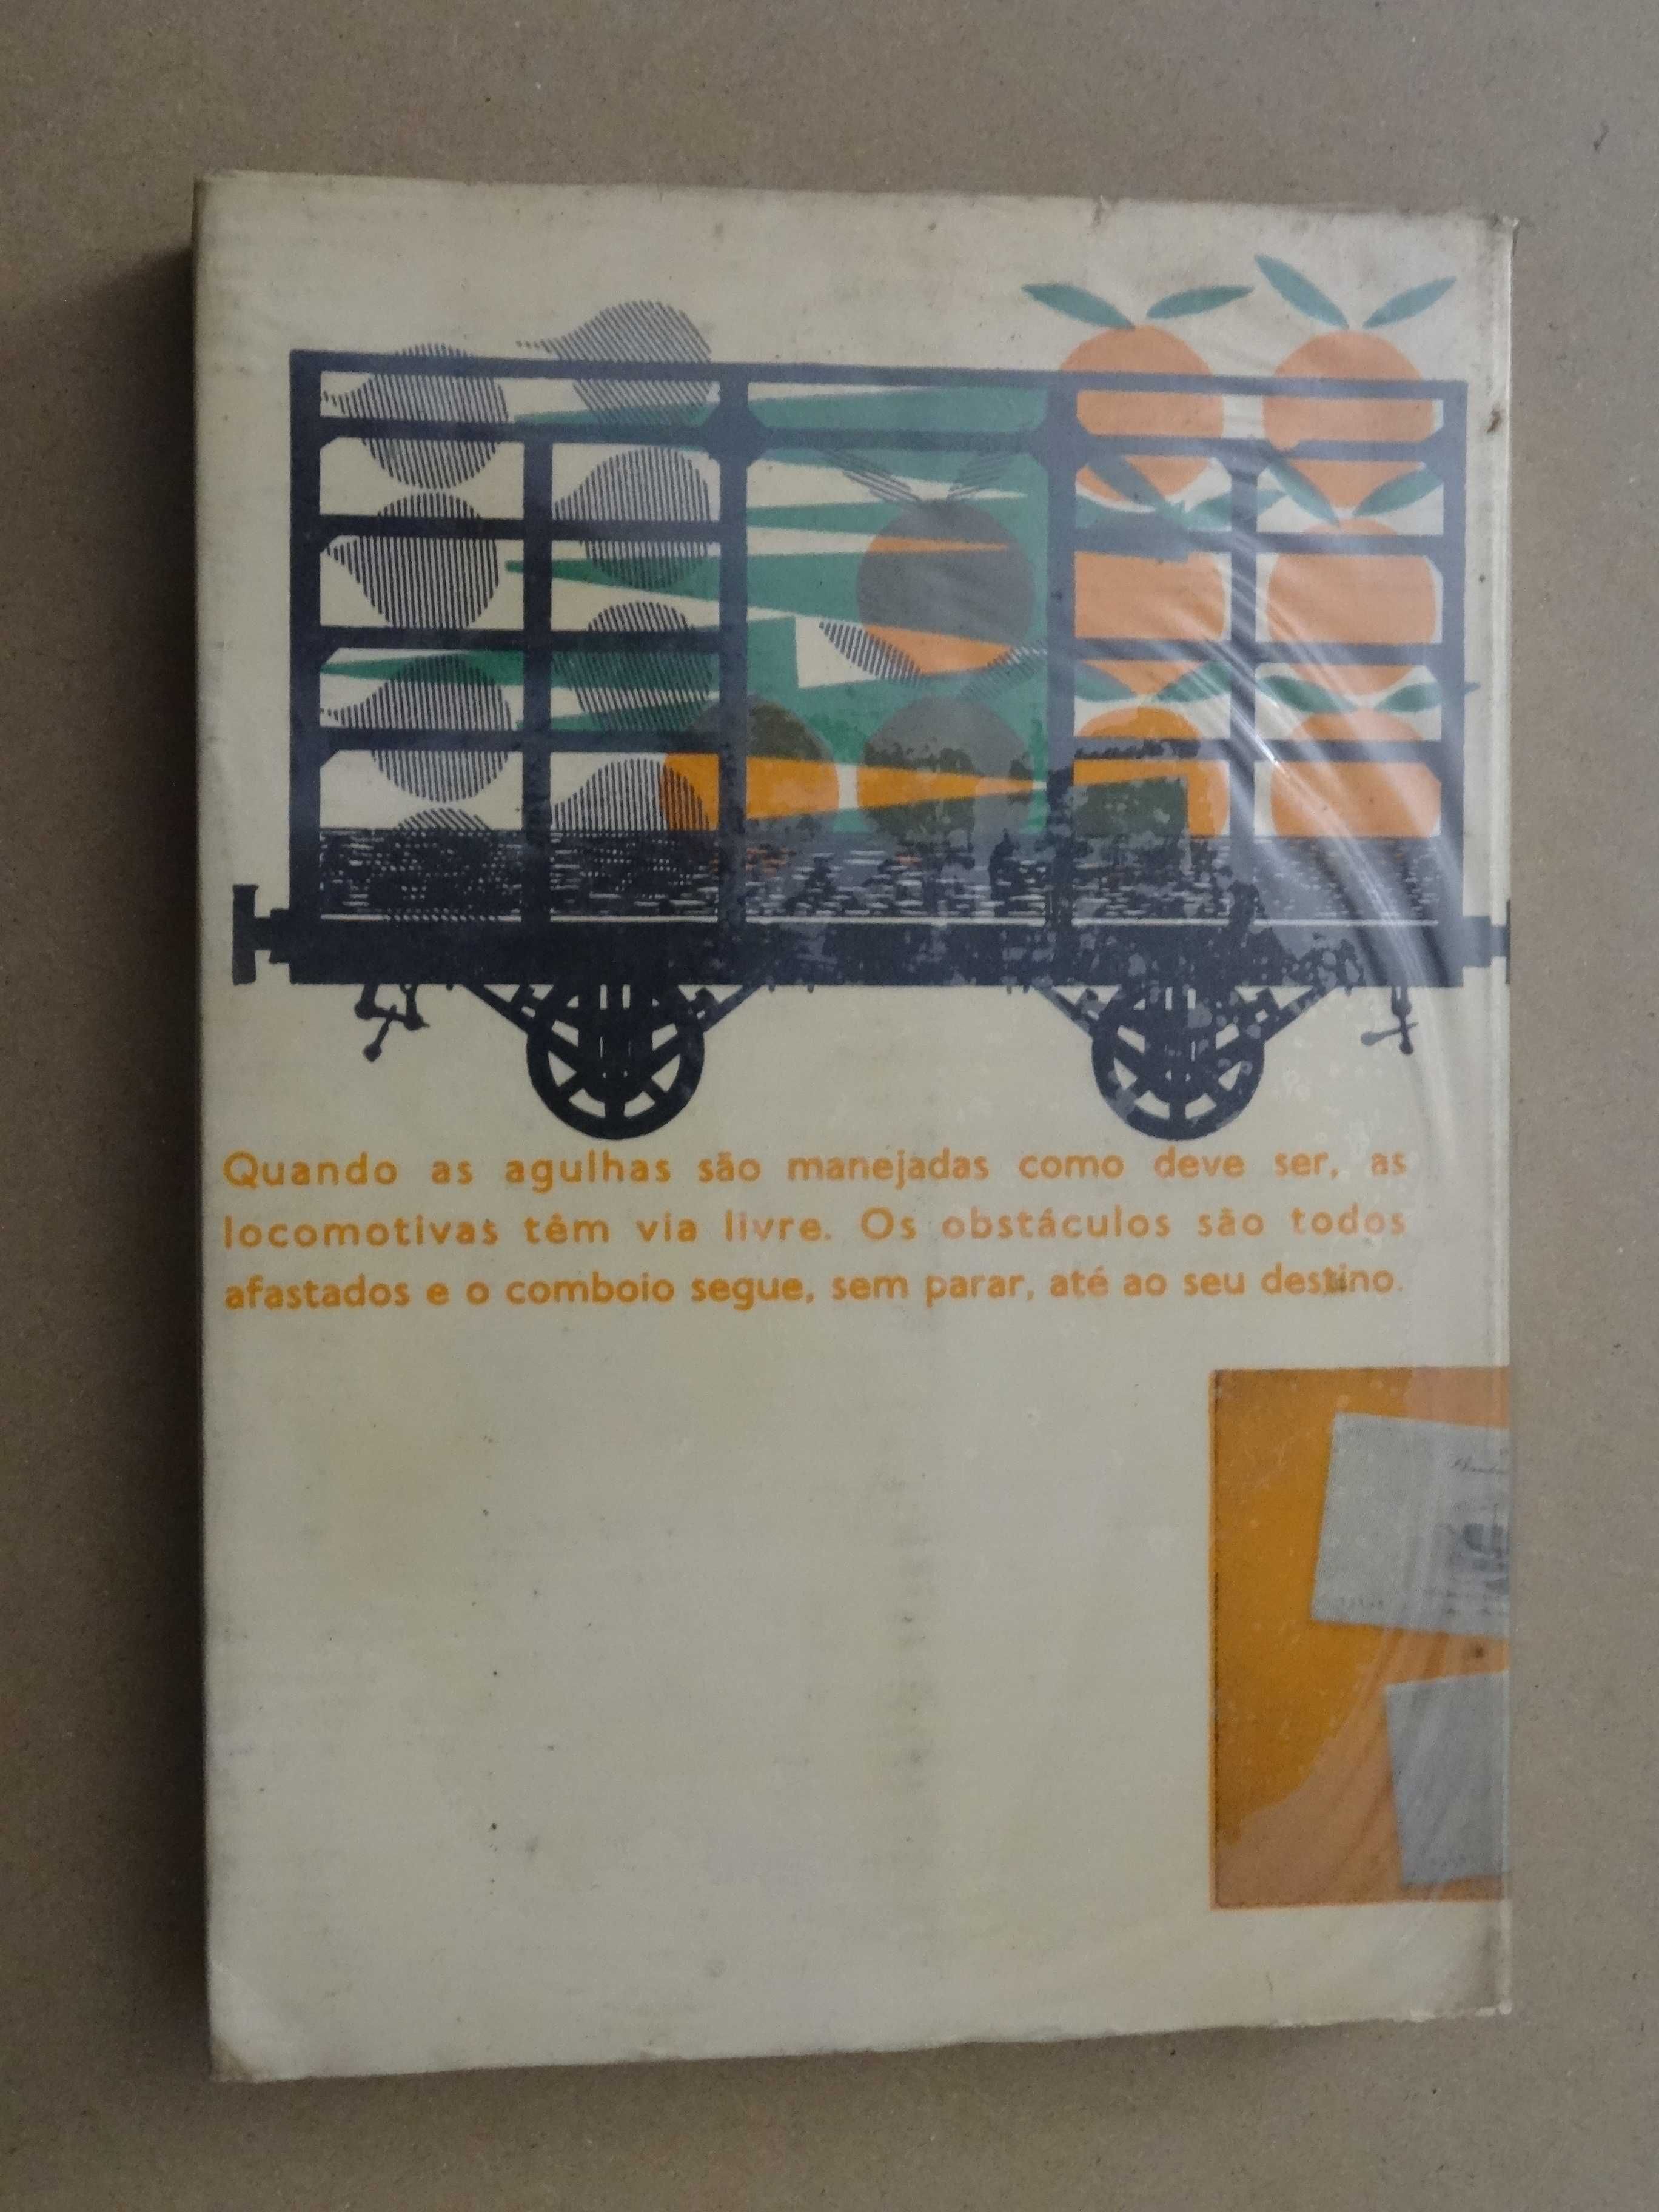 Quando as agulhas são manejadas como deve ser, as
locomotivas têm via livre. Os obstáculos são todos
afastados e o comboio segue, sem parar, até ao seu destino.